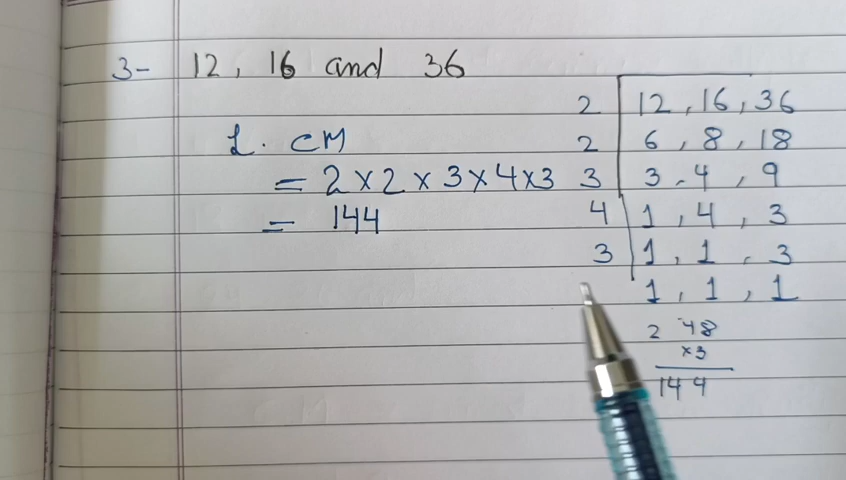 3- 12, 16 and 36
L. CM
= 2 × 2 × 3 × 4 × 3
= 144
2 12, 16, 36
2 6, 8, 18
3 3, 4, 9
4 1, 4, 3
3 1, 1, 3
1, 1, 1
2 48
×3
144